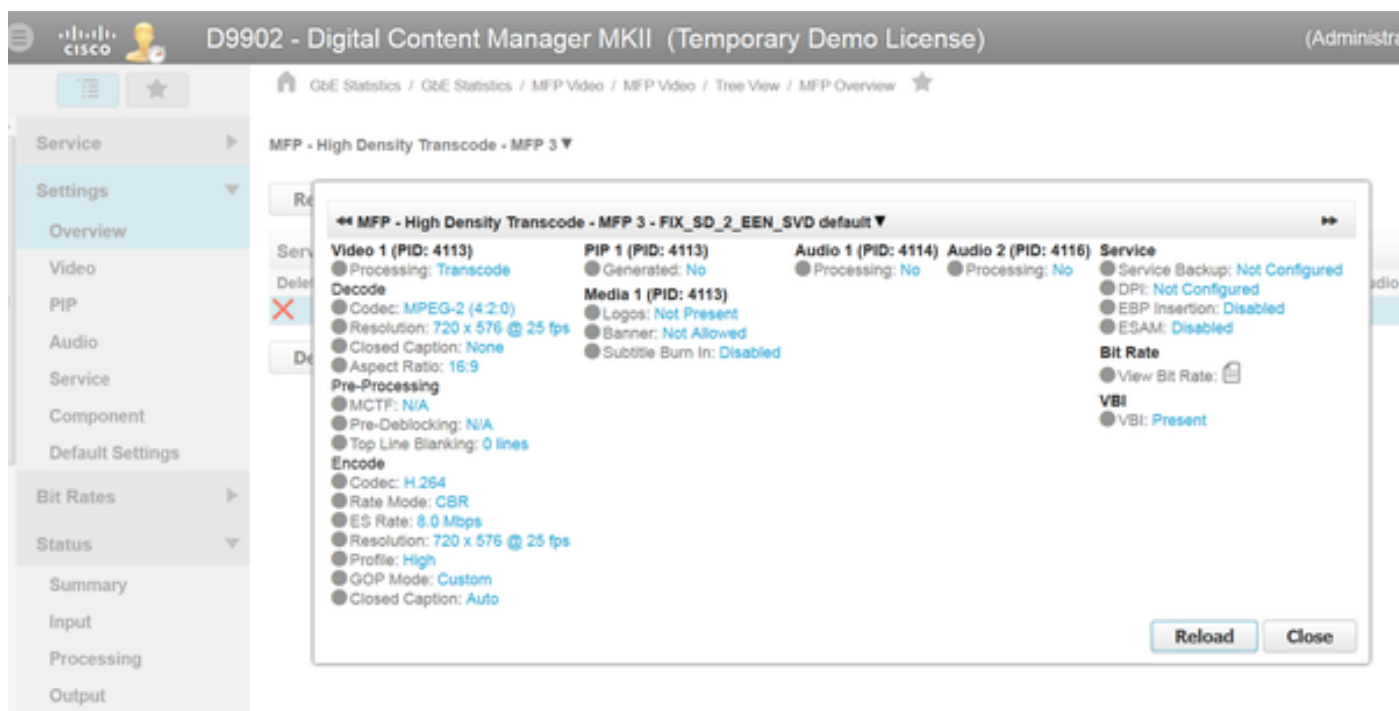 CISCO
D9902 - Digital Content Manager MKII (Temporary Demo License)
(Administra
GbE Statistics / GbE Statistics / MFP Video / MFP Video / Tree View / MFP Overview
Service
Settings
Overview
Video
PIP
Audio
Service
Component
Default Settings
Bit Rates
Status
Summary
Input
Processing
Output
MFP - High Density Transcode - MFP 3
Re
Serv
Delet
De
udio
MFP - High Density Transcode - MFP 3 - FIX_SD_2_EEN_SVD default
Video 1 (PID: 4113)
Processing: Transcode
Decode
Codec: MPEG-2 (4:2:0)
Resolution: 720 x 576 @ 25 fps
Closed Caption: None
Aspect Ratio: 16:9
Pre-Processing
MCTF: N/A
Pre-Deblocking: N/A
Top Line Blanking: 0 lines
Encode
Codec: H.264
Rate Mode: CBR
ES Rate: 8.0 Mbps
Resolution: 720 x 576 @ 25 fps
Profile: High
GOP Mode: Custom
Closed Caption: Auto
PIP 1 (PID: 4113)
Generated: No
Media 1 (PID: 4113)
Logos: Not Present
Banner: Not Allowed
Subtitle Burn In: Disabled
Audio 1 (PID: 4114)
Processing: No
Audio 2 (PID: 4116)
Processing: No
Service
Service Backup: Not Configured
DPI: Not Configured
EBP Insertion: Disabled
ESAM: Disabled
Bit Rate
View Bit Rate:
VBI
VBI: Present
Reload
Close